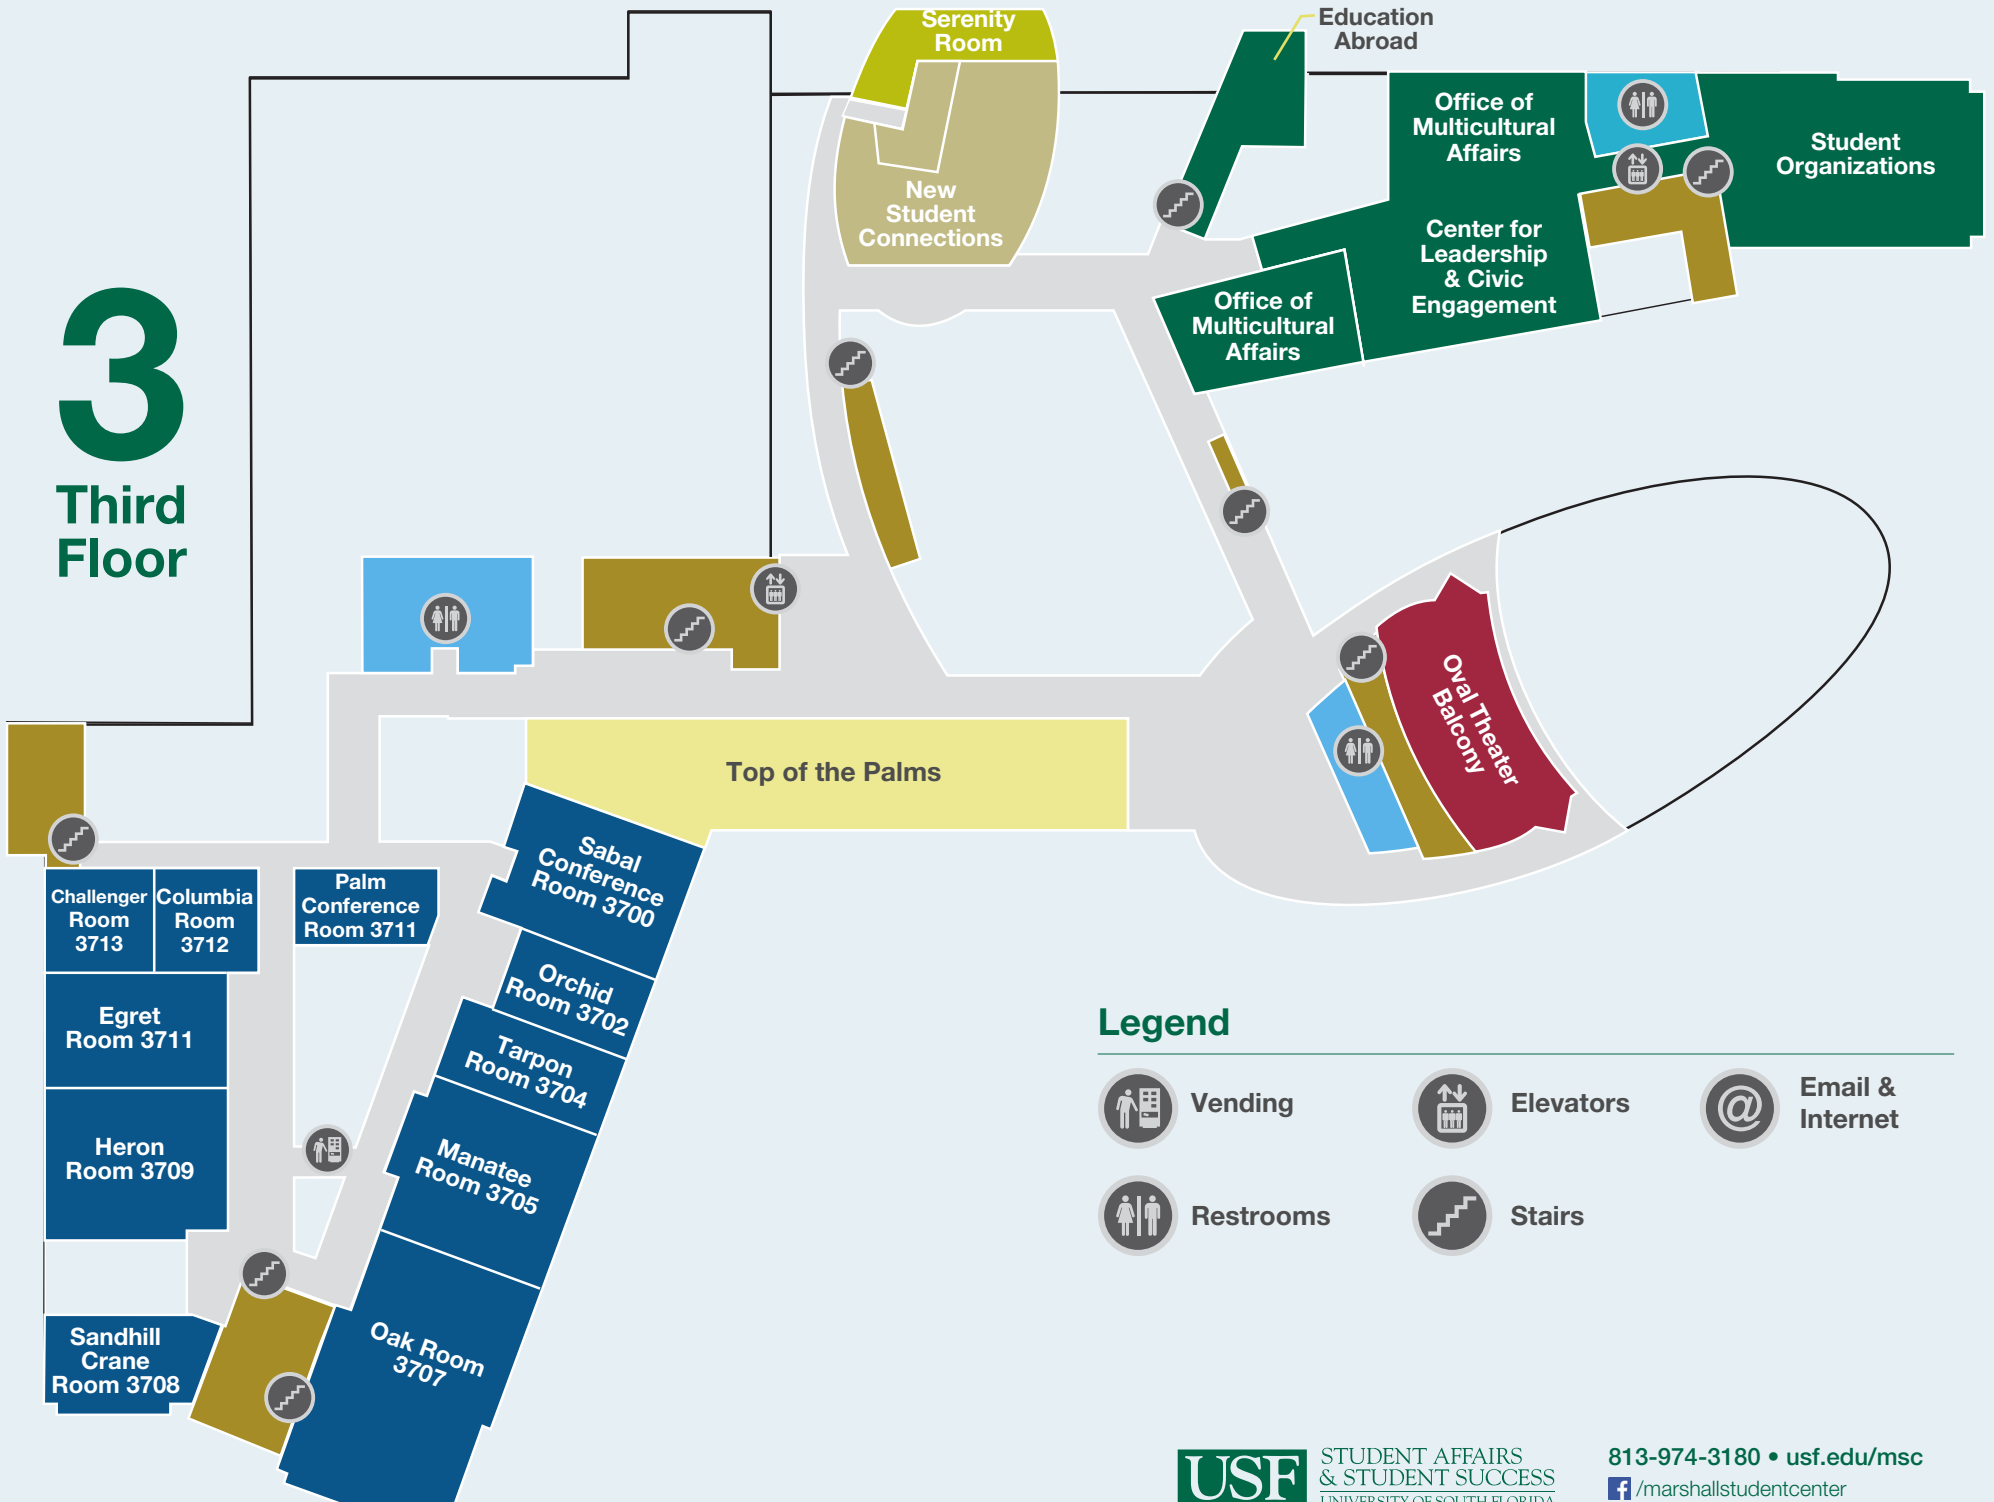 3
Third
Floor
Serenity
Room
New
Student
Connections
Education
Abroad
Office of
Multicultural
Affairs
Student
Organizations
Center for
Leadership
& Civic
Engagement
Office of
Multicultural
Affairs
Oval Theater
Balcony
Top of the Palms
Sabal
Conference
Room 3700
Orchid
Room 3702
Tarpon
Room 3704
Manatee
Room 3705
Oak Room
3707
Challenger
Room
3713
Columbia
Room
3712
Palm
Conference
Room 3711
Egret
Room 3711
Heron
Room 3709
Sandhill
Crane
Room 3708
Legend
Vending
Elevators
@
Email &
Internet
Restrooms
Stairs
USF
STUDENT AFFAIRS
& STUDENT SUCCESS
UNIVERSITY OF SOUTH FLORIDA
813-974-3180 • usf.edu/msc
f /marshallstudentcenter